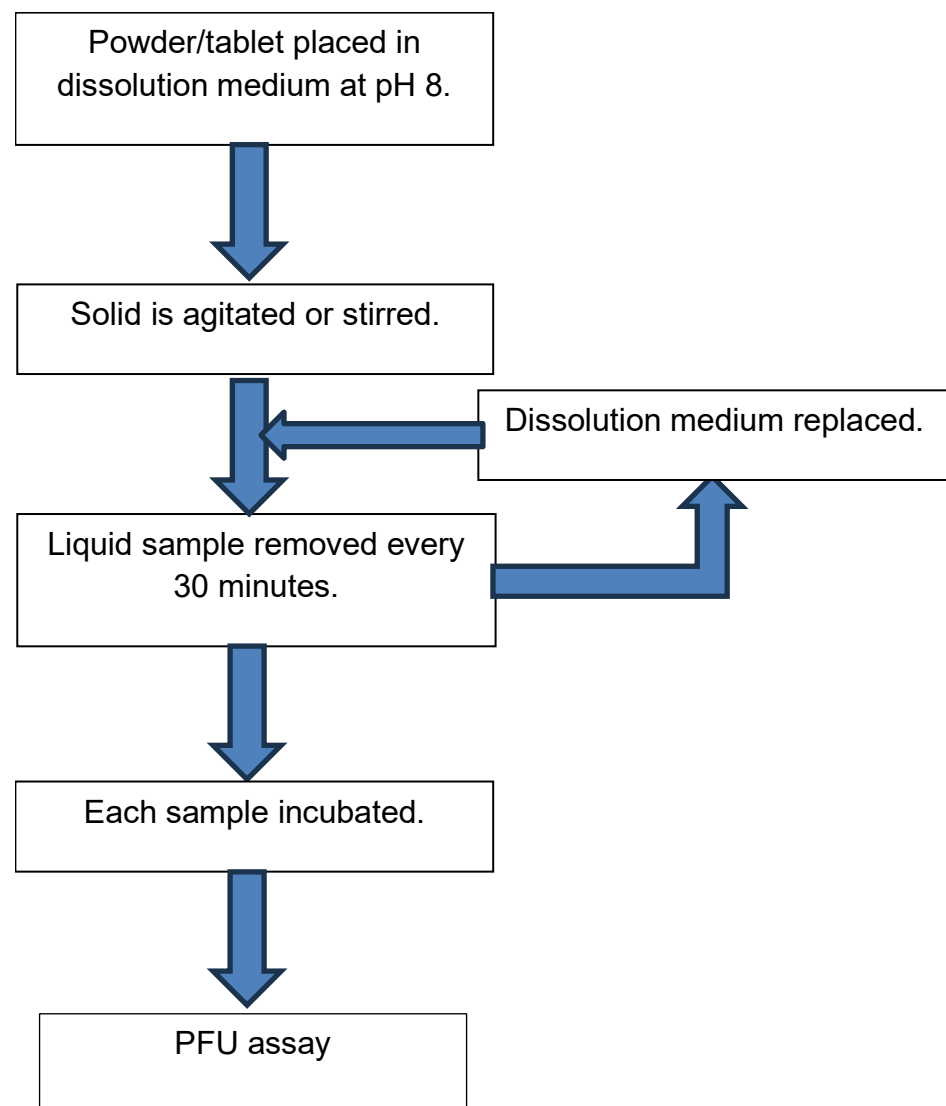 Powder/tablet placed in
dissolution medium at pH 8.
Solid is agitated or stirred.
Dissolution medium replaced.
Liquid sample removed every
30 minutes.
Each sample incubated.
PFU assay